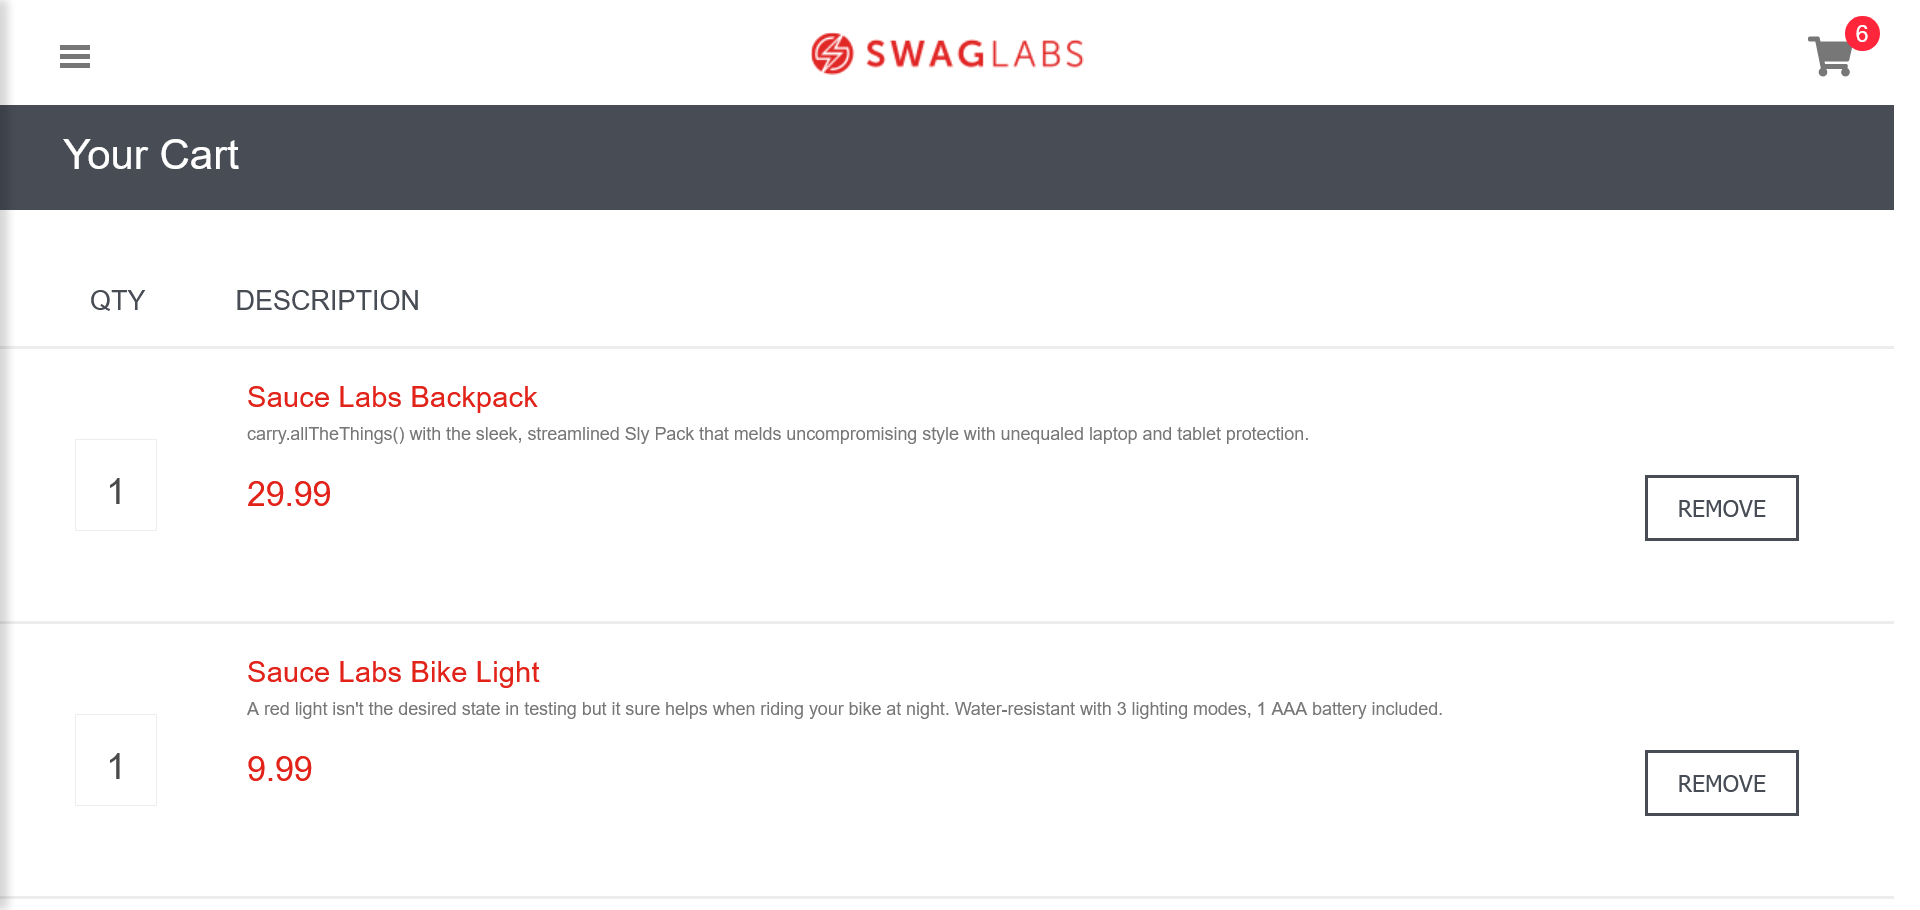 SWAGLABS
6
Your Cart
QTY DESCRIPTION
Sauce Labs Backpack
carry.allTheThings() with the sleek, streamlined Sly Pack that melds uncompromising style with unequaled laptop and tablet protection.
1
29.99
REMOVE
Sauce Labs Bike Light
A red light isn't the desired state in testing but it sure helps when riding your bike at night. Water-resistant with 3 lighting modes, 1 AAA battery included.
1
9.99
REMOVE